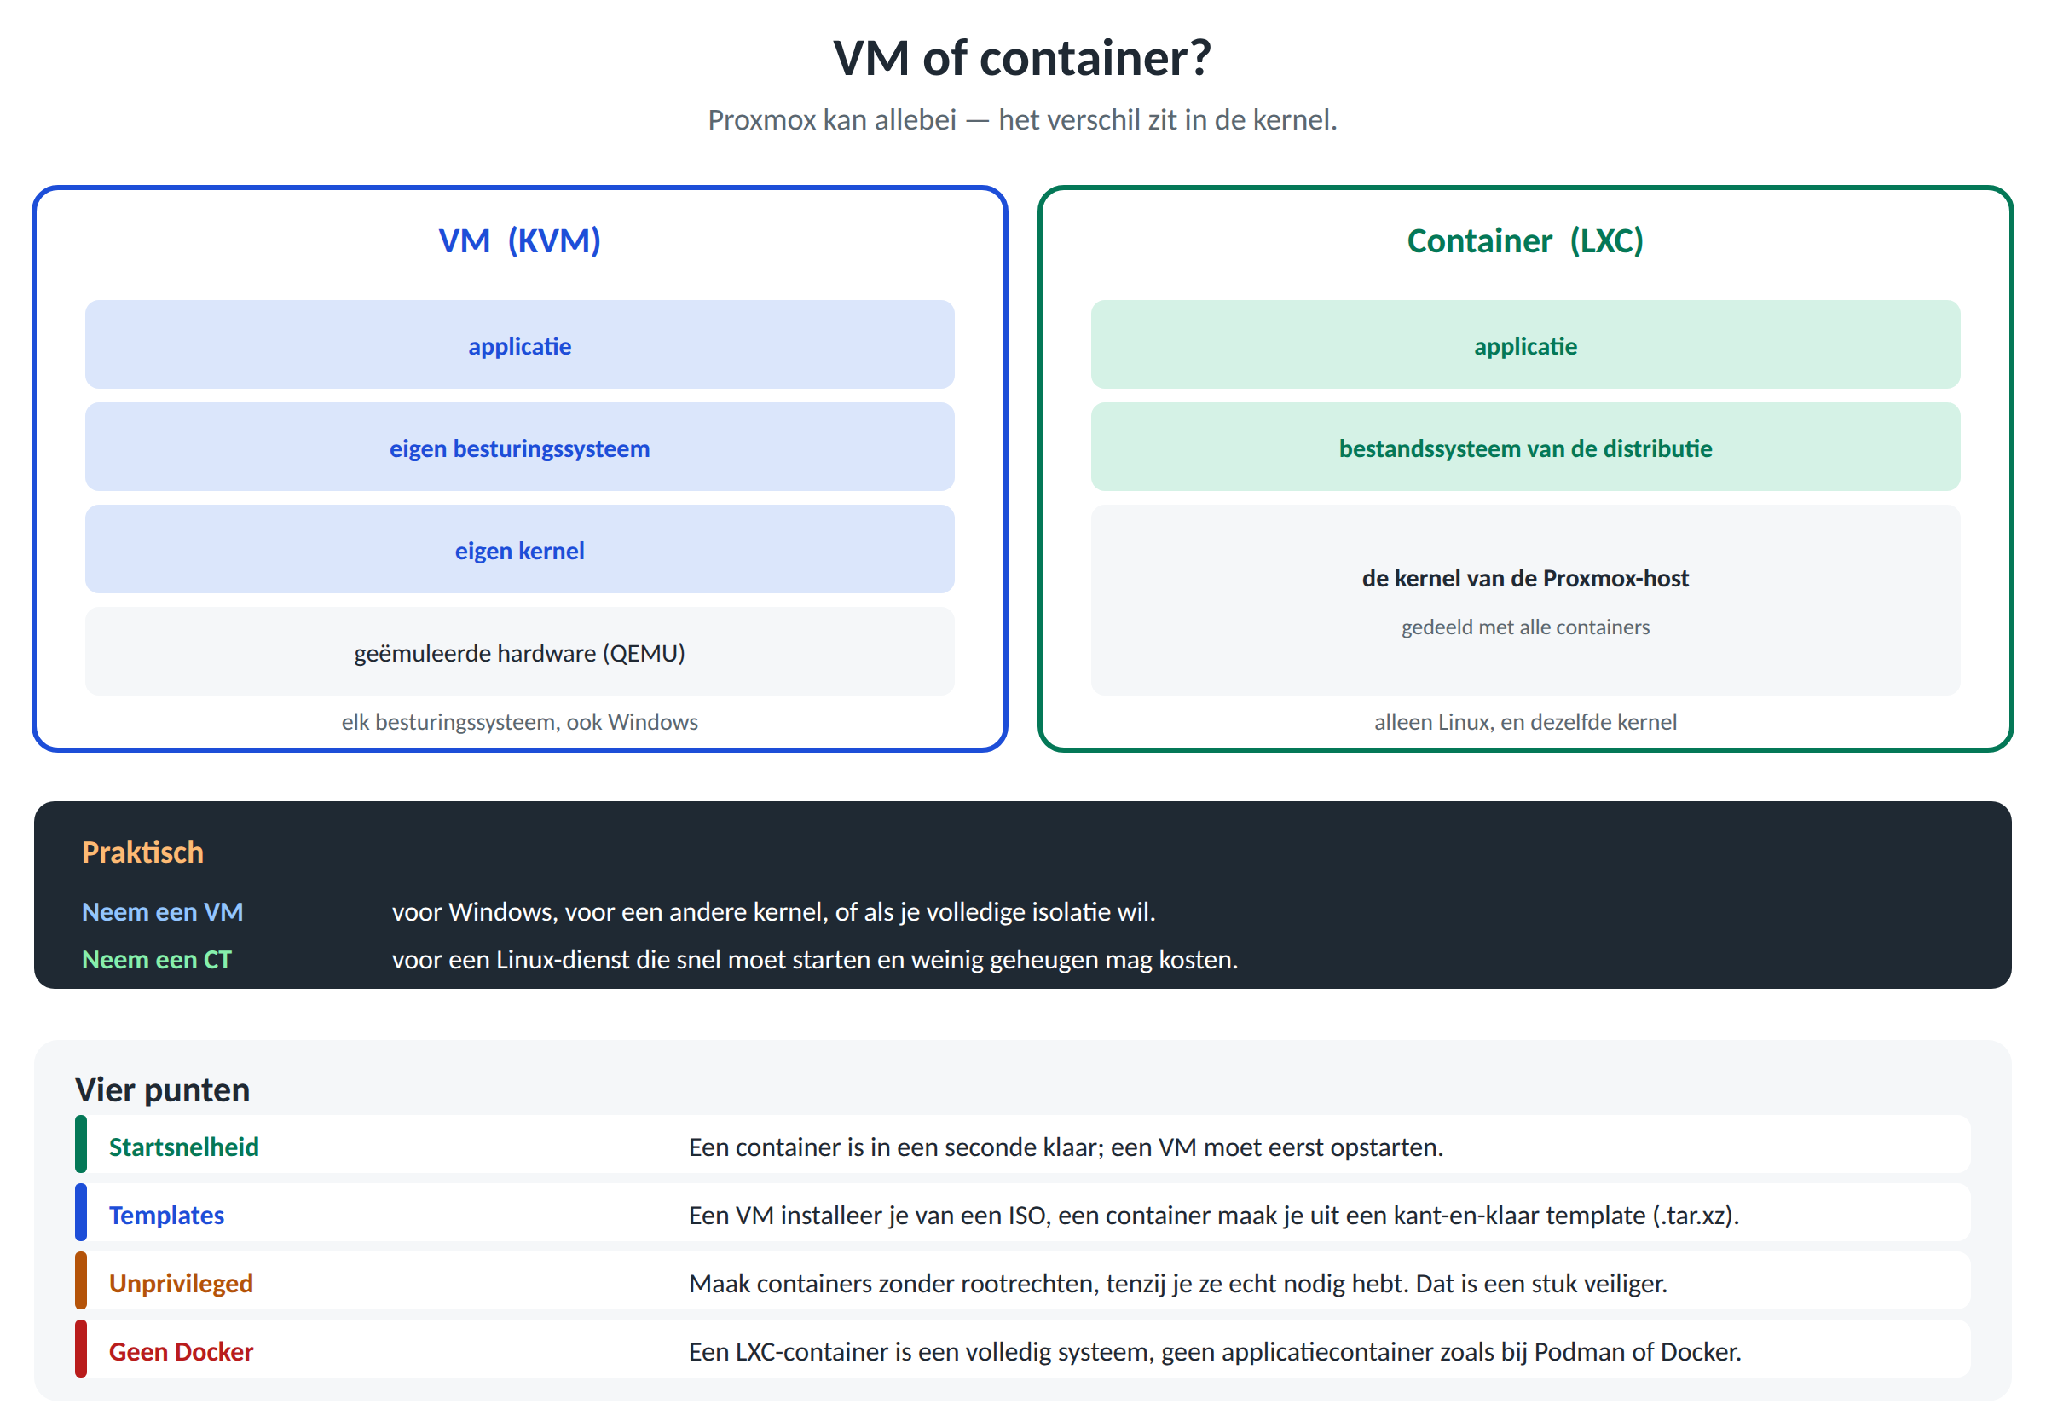 VM of container?
Proxmox kan allebei — het verschil zit in de kernel.
VM (KVM)
applicatie
eigen besturingssysteem
eigen kernel
geëmuleerde hardware (QEMU)
elk besturingssysteem, ook Windows
Container (LXC)
applicatie
bestandssysteem van de distributie
de kernel van de Proxmox-host
gedeeld met alle containers
alleen Linux, en dezelfde kernel
Praktisch
Neem een VM voor Windows, voor een andere kernel, of als je volledige isolatie wil.
Neem een CT voor een Linux-dienst die snel moet starten en weinig geheugen mag kosten.
Vier punten
Startsnelheid Een container is in een seconde klaar; een VM moet eerst opstarten.
Templates Een VM installeer je van een ISO, een container maak je uit een kant-en-klaar template (.tar.xz).
Unprivileged Maak containers zonder rootrechten, tenzij je ze echt nodig hebt. Dat is een stuk veiliger.
Geen Docker Een LXC-container is een volledig systeem, geen applicatiecontainer zoals bij Podman of Docker.